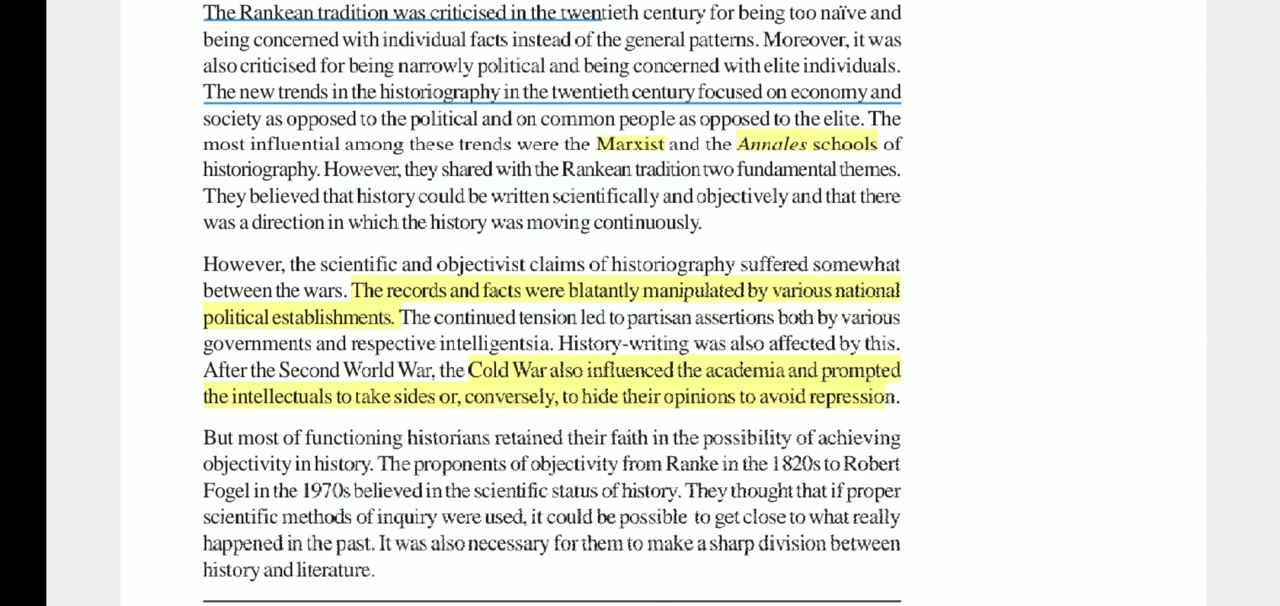 The Rankean tradition was criticised in the twentieth century for being too naïve and
being concerned with individual facts instead of the general patterns. Moreover, it was
also criticised for being narrowly political and being concerned with elite individuals.
The new trends in the historiography in the twentieth century focused on economy and
society as opposed to the political and on common people as opposed to the elite. The
most influential among these trends were the Marxist and the Annales schools of
historiography. However, they shared with the Rankean tradition two fundamental themes.
They believed that history could be written scientifically and objectively and that there
was a direction in which the history was moving continuously.
However, the scientific and objectivist claims of historiography suffered somewhat
between the wars. The records and facts were blatantly manipulated by various national
political establishments. The continued tension led to partisan assertions both by various
governments and respective intelligentsia. History-writing was also affected by this.
After the Second World War, the Cold War also influenced the academia and prompted
the intellectuals to take sides or, conversely, to hide their opinions to avoid repression.
But most of functioning historians retained their faith in the possibility of achieving
objectivity in history. The proponents of objectivity from Ranke in the 1820s to Robert
Fogel in the 1970s believed in the scientific status of history. They thought that if proper
scientific methods of inquiry were used, it could be possible to get close to what really
happened in the past. It was also necessary for them to make a sharp division between
history and literature.